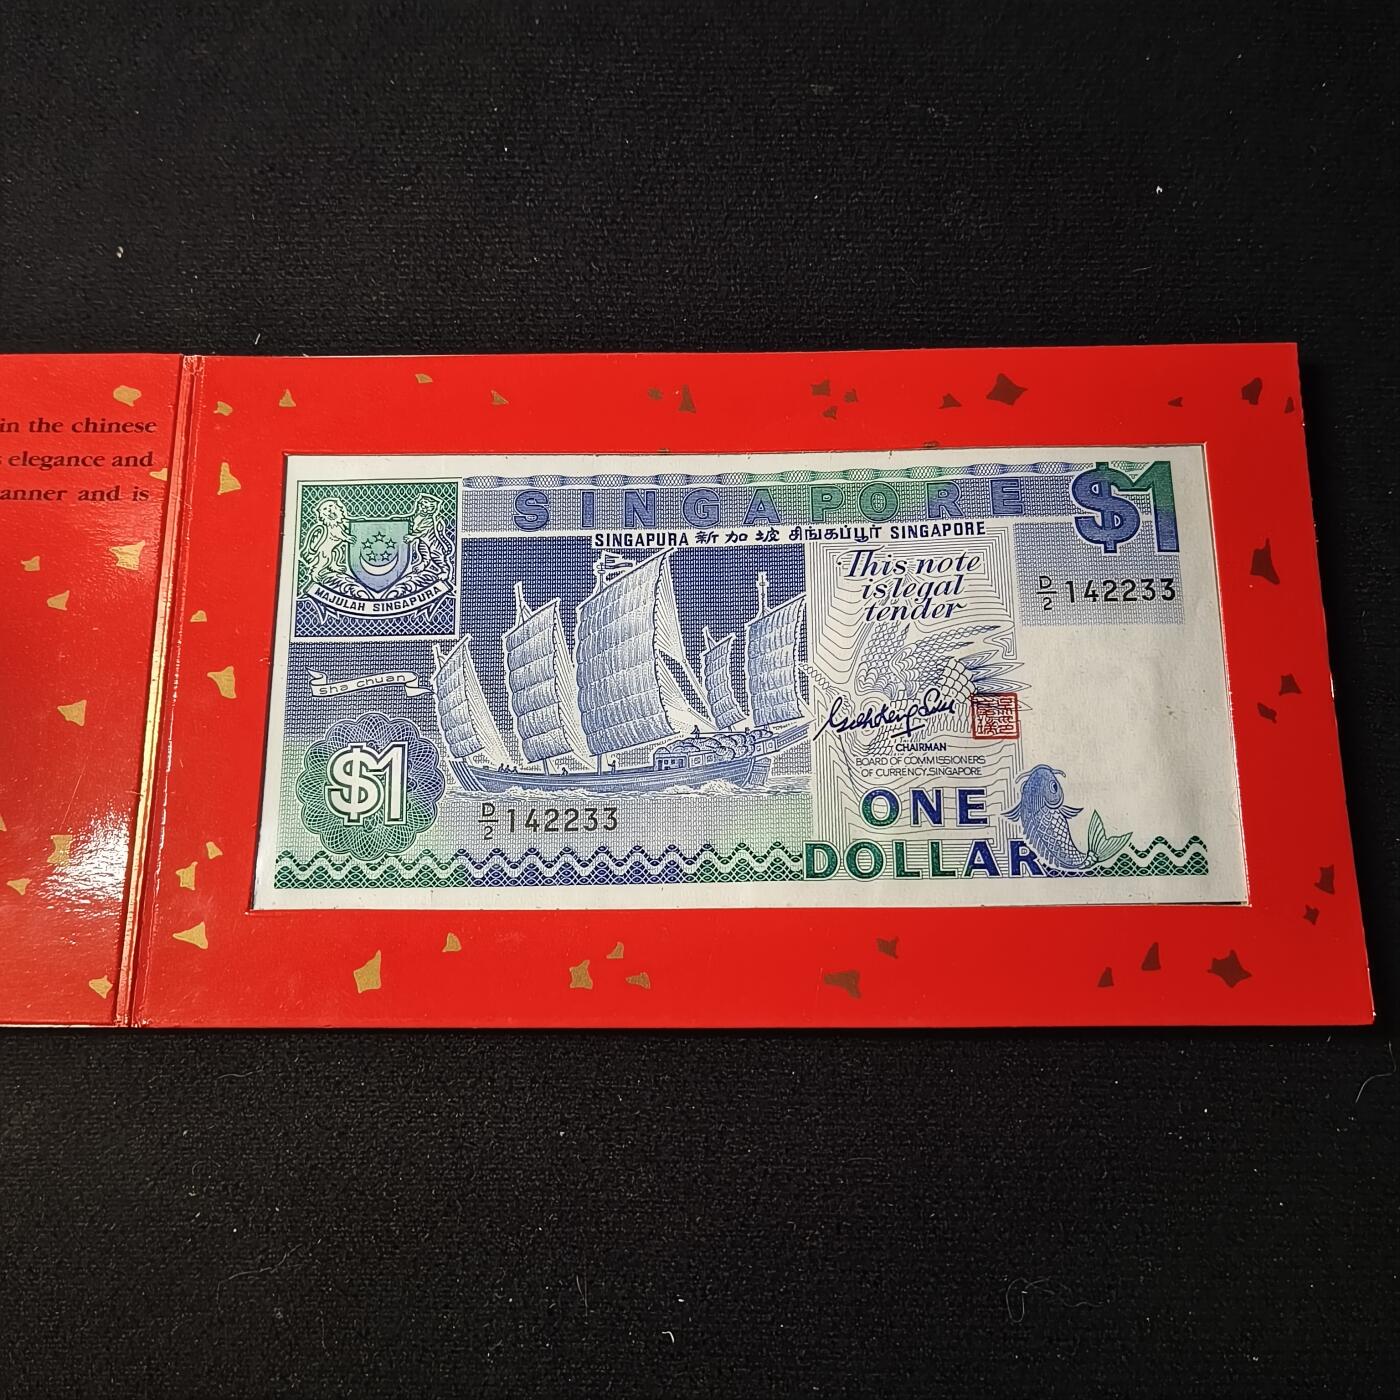 in the chinese
s elegance and
anner and is
SINGAPORE
$1
SINGAPURA 新加坡 சிங்கப்பூர் SINGAPORE
MAJULAH SINGAPURA
This note
is legal
tender
D/2 142233
sha chuan
$1
CHAIRMAN
BOARD OF COMMISSIONERS
OF CURRENCY, SINGAPORE
D/2 142233
ONE
DOLLAR